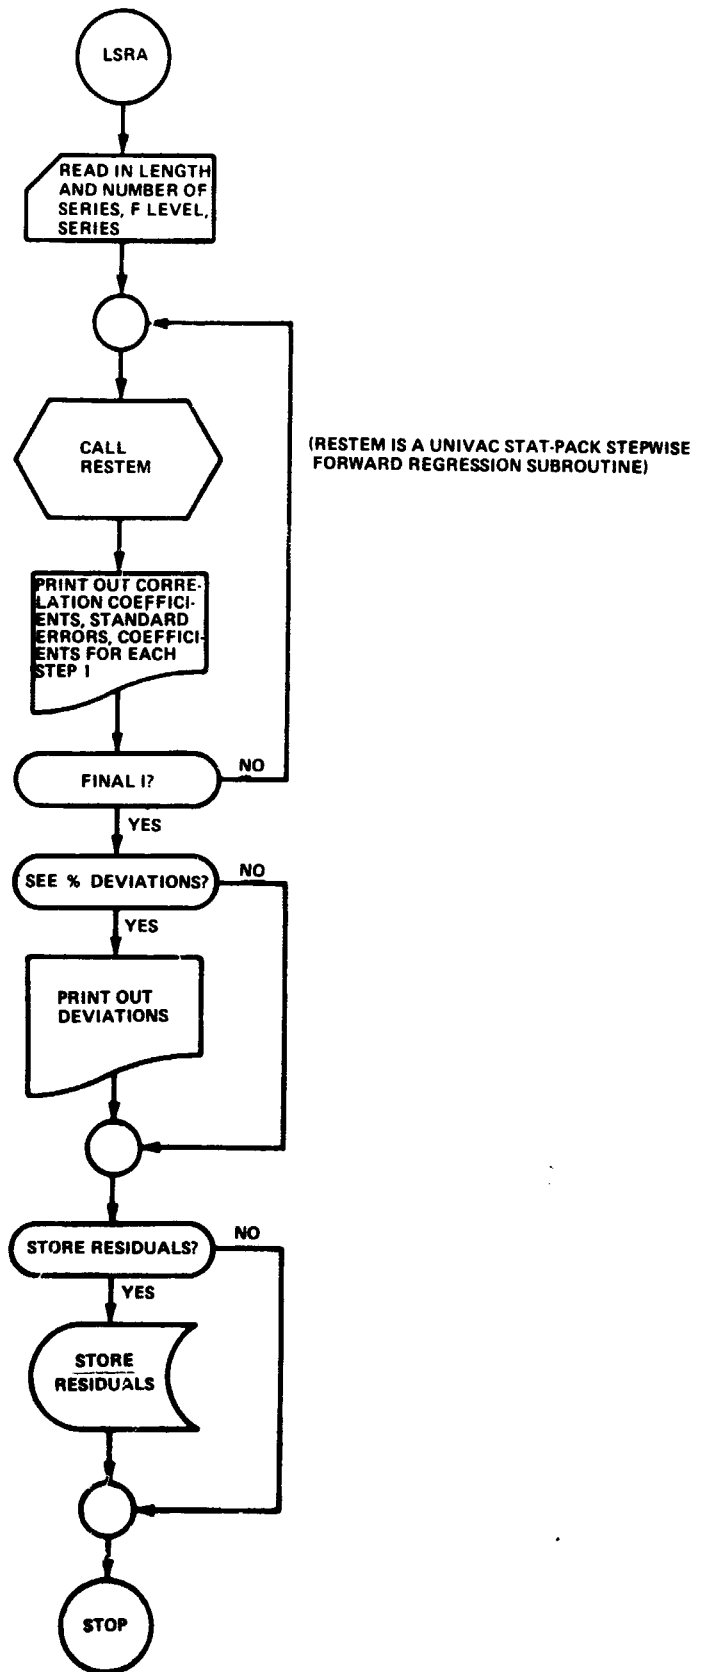 LSRA
READ IN LENGTH
AND NUMBER OF
SERIES, F LEVEL,
SERIES
CALL
RESTEM
(RESTEM IS A UNIVAC STAT-PACK STEPWISE
FORWARD REGRESSION SUBROUTINE)
PRINT OUT CORRE-
LATION COEFFICI-
ENTS, STANDARD
ERRORS, COEFFICI-
ENTS FOR EACH
STEP I
FINAL I?
NO
YES
SEE % DEVIATIONS?
NO
YES
PRINT OUT
DEVIATIONS
STORE RESIDUALS?
NO
YES
STORE
RESIDUALS
STOP